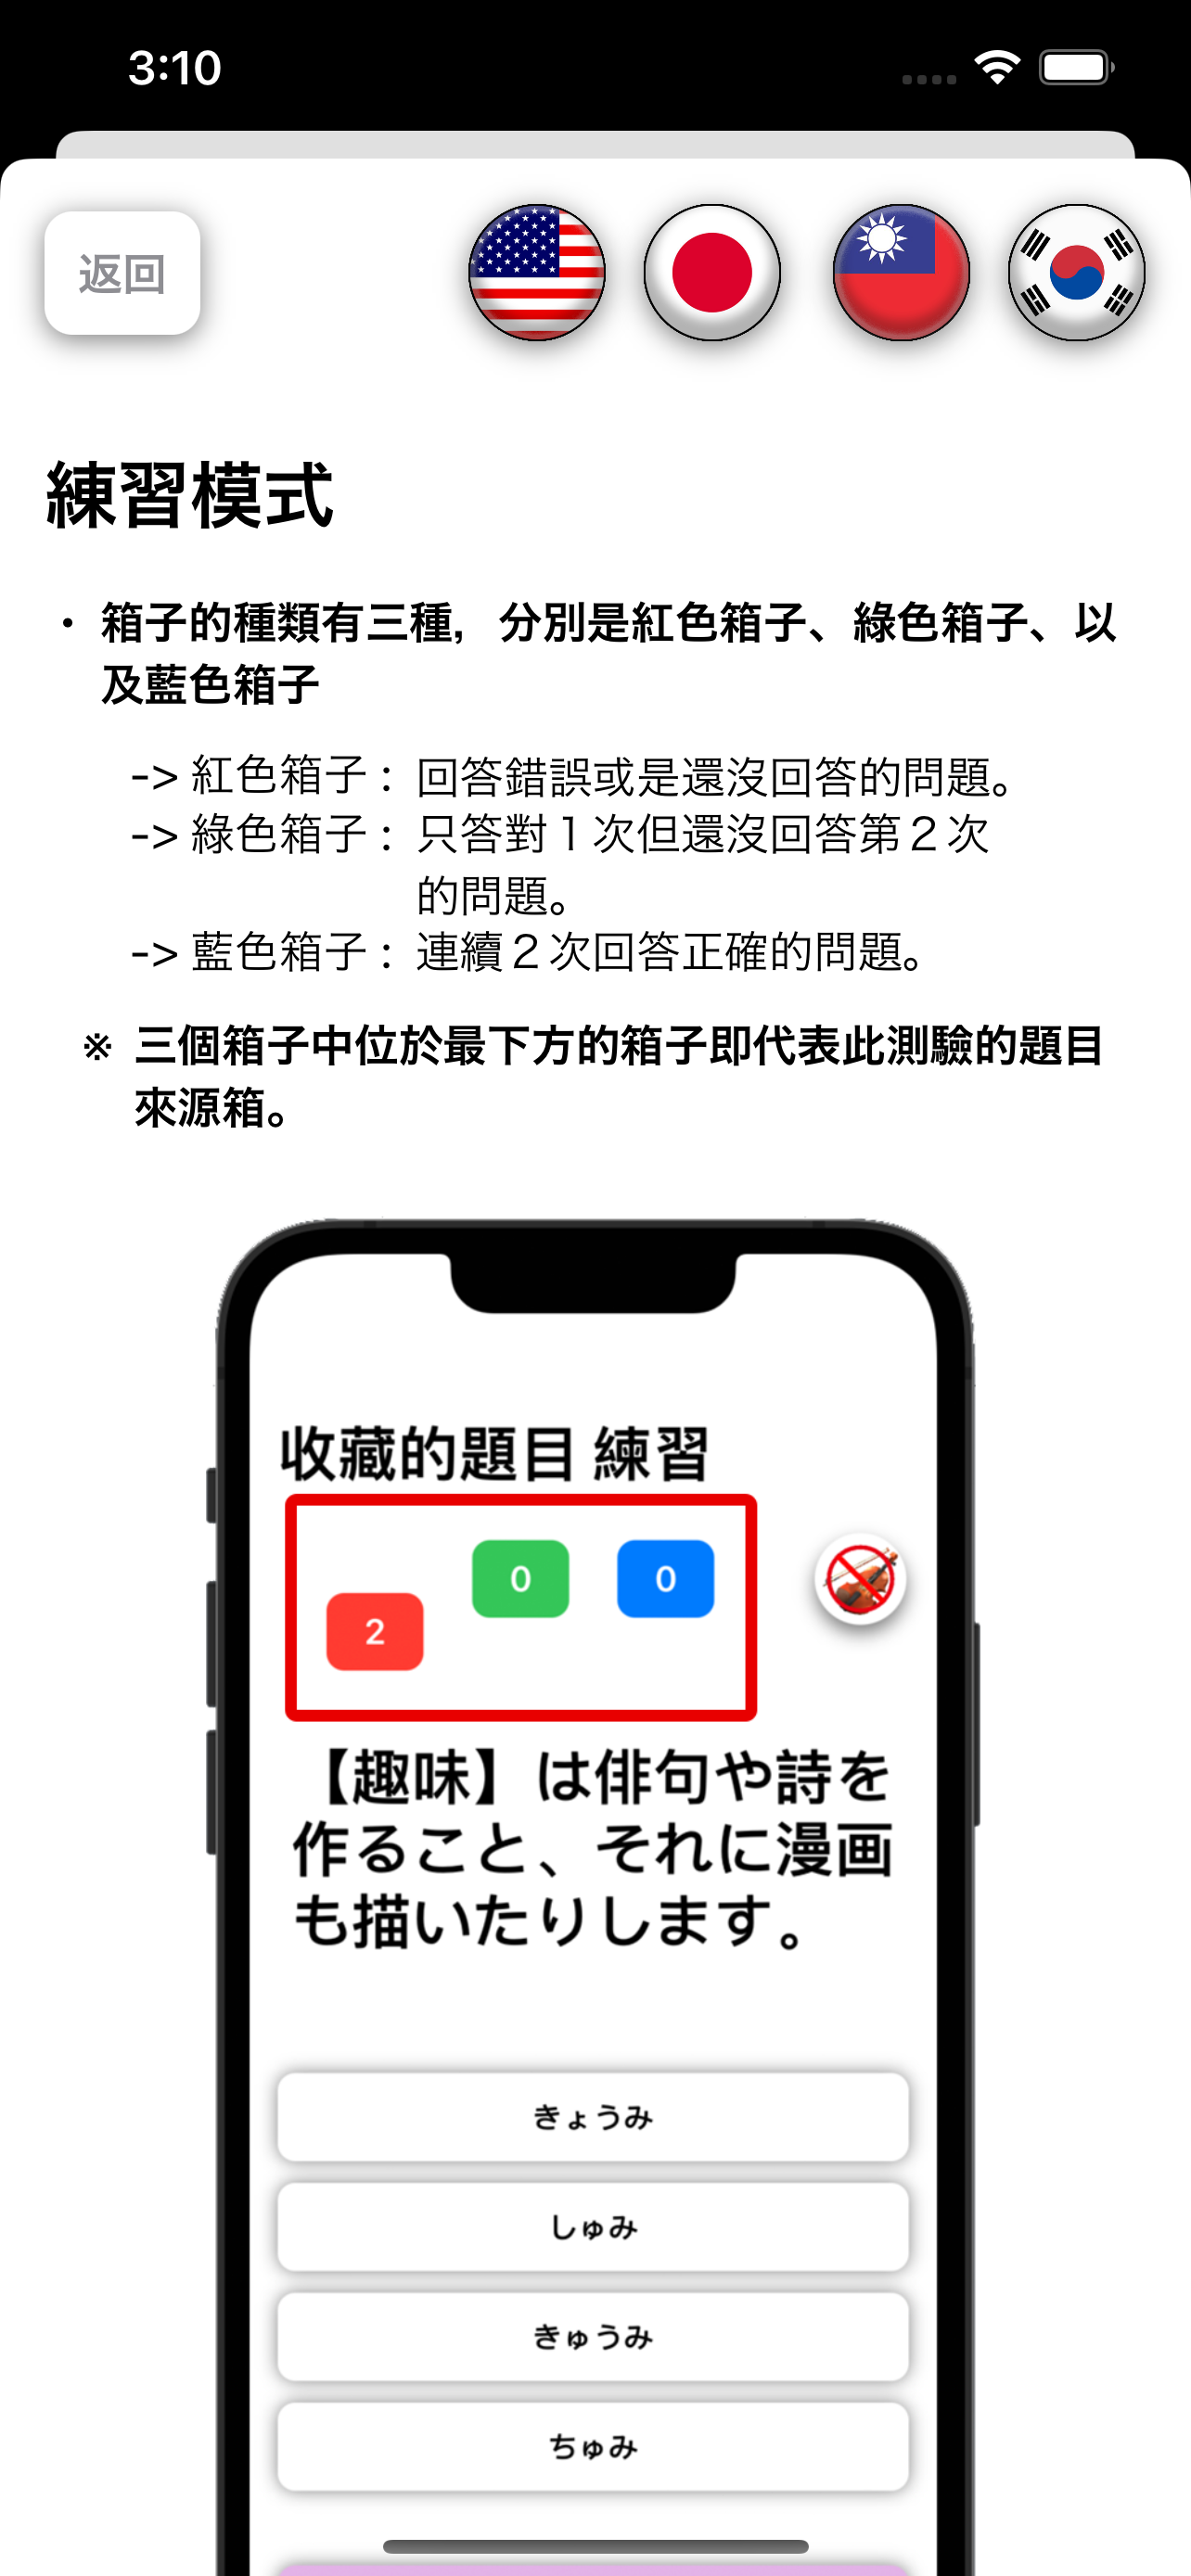 3:10
返回
練習模式
・ 箱子的種類有三種，分別是紅色箱子、綠色箱子、以
及藍色箱子
-> 紅色箱子： 回答錯誤或是還沒回答的問題。
-> 綠色箱子： 只答對１次但還沒回答第２次
的問題。
-> 藍色箱子： 連續２次回答正確的問題。
※ 三個箱子中位於最下方的箱子即代表此測驗的題目
來源箱。
收藏的題目 練習
2 0 0
【趣味】は俳句や詩を
作ること、それに漫画
も描いたりします。
きょうみ
しゅみ
きゅうみ
ちゅみ